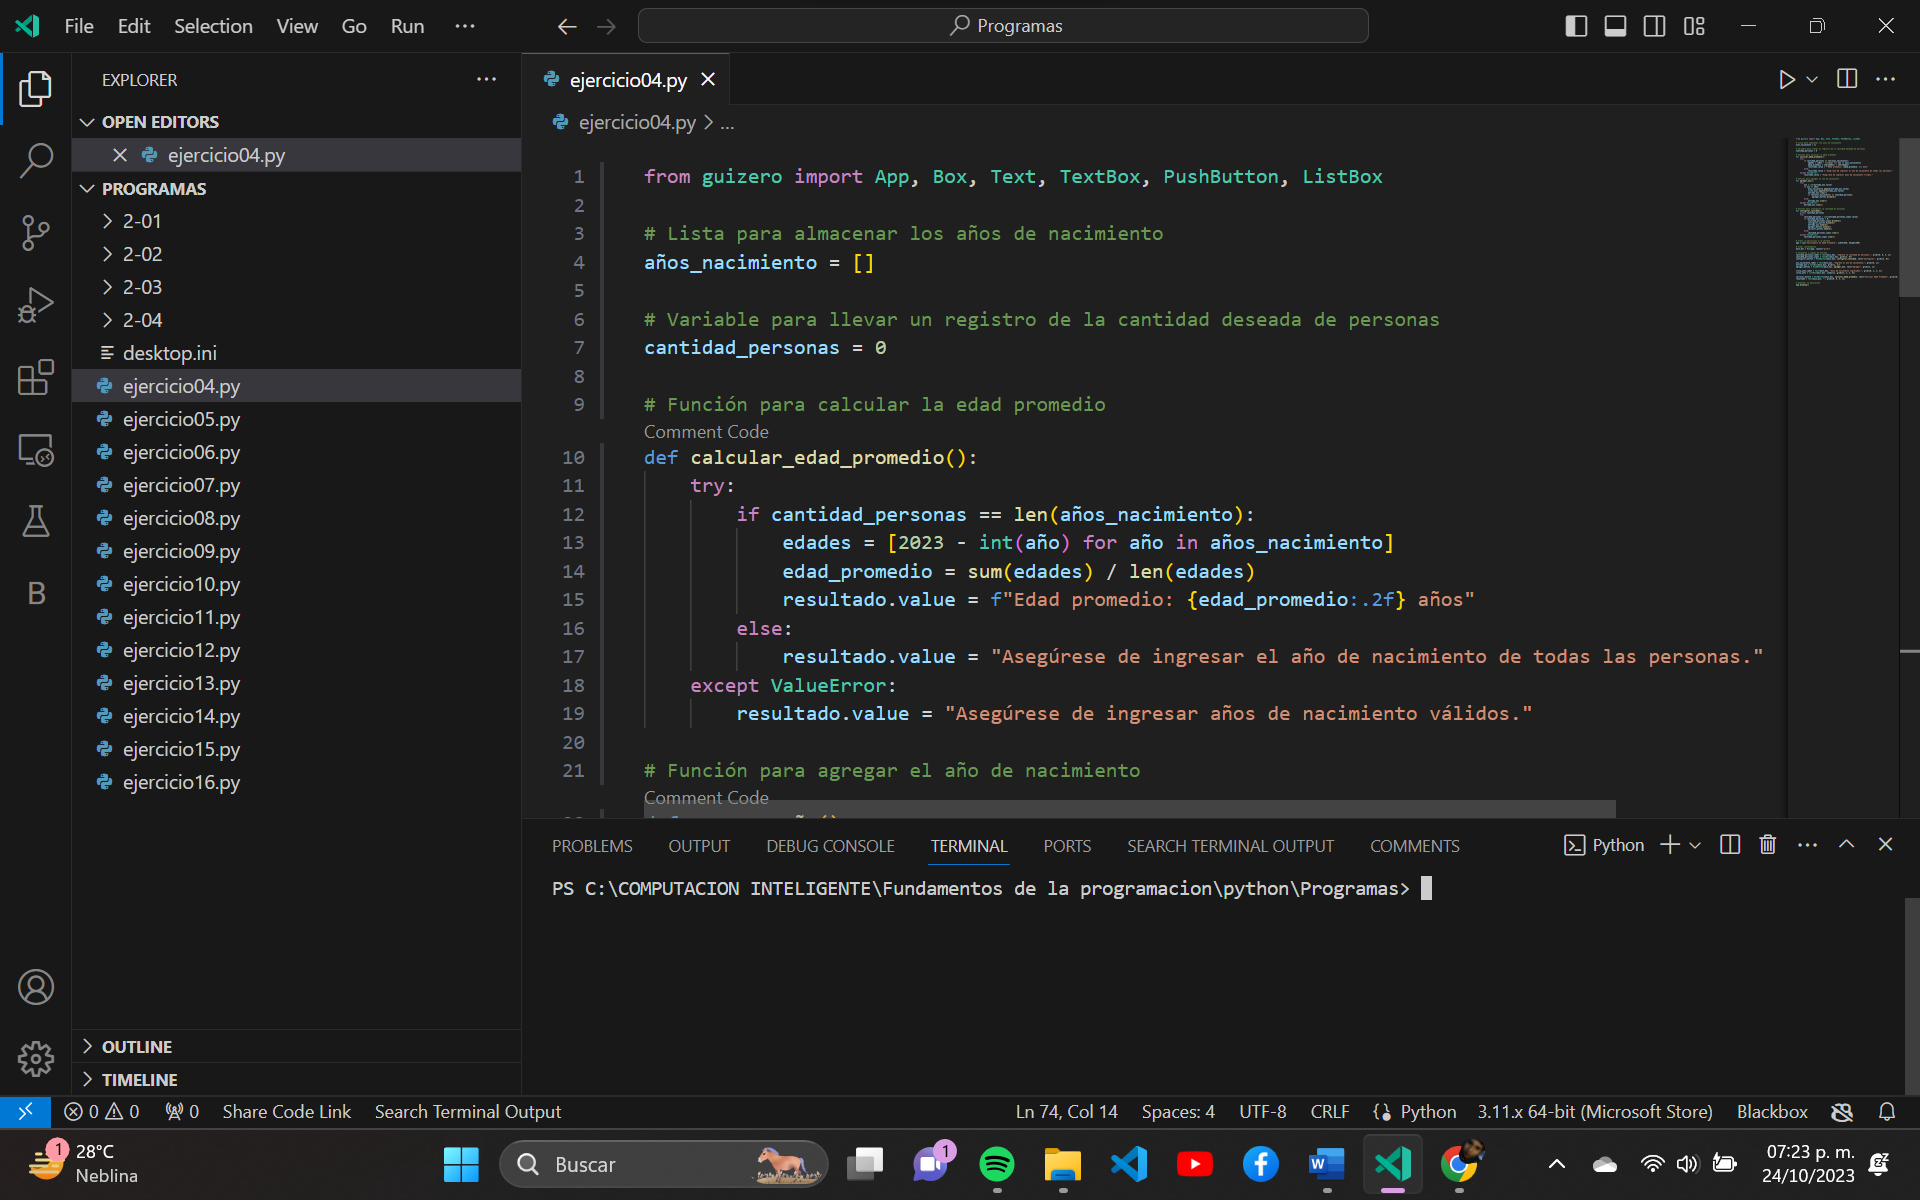 File Edit Selection View Go Run ···
Programas
EXPLORER
OPEN EDITORS
ejercicio04.py
PROGRAMAS
2-01
2-02
2-03
2-04
desktop.ini
ejercicio04.py
ejercicio05.py
ejercicio06.py
ejercicio07.py
ejercicio08.py
ejercicio09.py
ejercicio10.py
ejercicio11.py
ejercicio12.py
ejercicio13.py
ejercicio14.py
ejercicio15.py
ejercicio16.py
OUTLINE
TIMELINE
ejercicio04.py
ejercicio04.py > ...
1 from guizero import App, Box, Text, TextBox, PushButton, ListBox
2
3 # Lista para almacenar los años de nacimiento
4 años_nacimiento = []
5
6 # Variable para llevar un registro de la cantidad deseada de personas
7 cantidad_personas = 0
8
9 # Función para calcular la edad promedio
Comment Code
10 def calcular_edad_promedio():
11 try:
12 if cantidad_personas == len(años_nacimiento):
13 edades = [2023 - int(año) for año in años_nacimiento]
14 edad_promedio = sum(edades) / len(edades)
15 resultado.value = f"Edad promedio: {edad_promedio:.2f} años"
16 else:
17 resultado.value = "Asegúrese de ingresar el año de nacimiento de todas las personas."
18 except ValueError:
19 resultado.value = "Asegúrese de ingresar años de nacimiento válidos."
20
21 # Función para agregar el año de nacimiento
Comment Code
PROBLEMS OUTPUT DEBUG CONSOLE TERMINAL PORTS SEARCH TERMINAL OUTPUT COMMENTS
Python
PS C:\COMPUTACION INTELIGENTE\Fundamentos de la programacion\python\Programas>
0 0 0 Share Code Link Search Terminal Output
Ln 74, Col 14 Spaces: 4 UTF-8 CRLF Python 3.11.x 64-bit (Microsoft Store) Blackbox
1
28°C
Neblina
Buscar
1
07:23 p. m.
24/10/2023